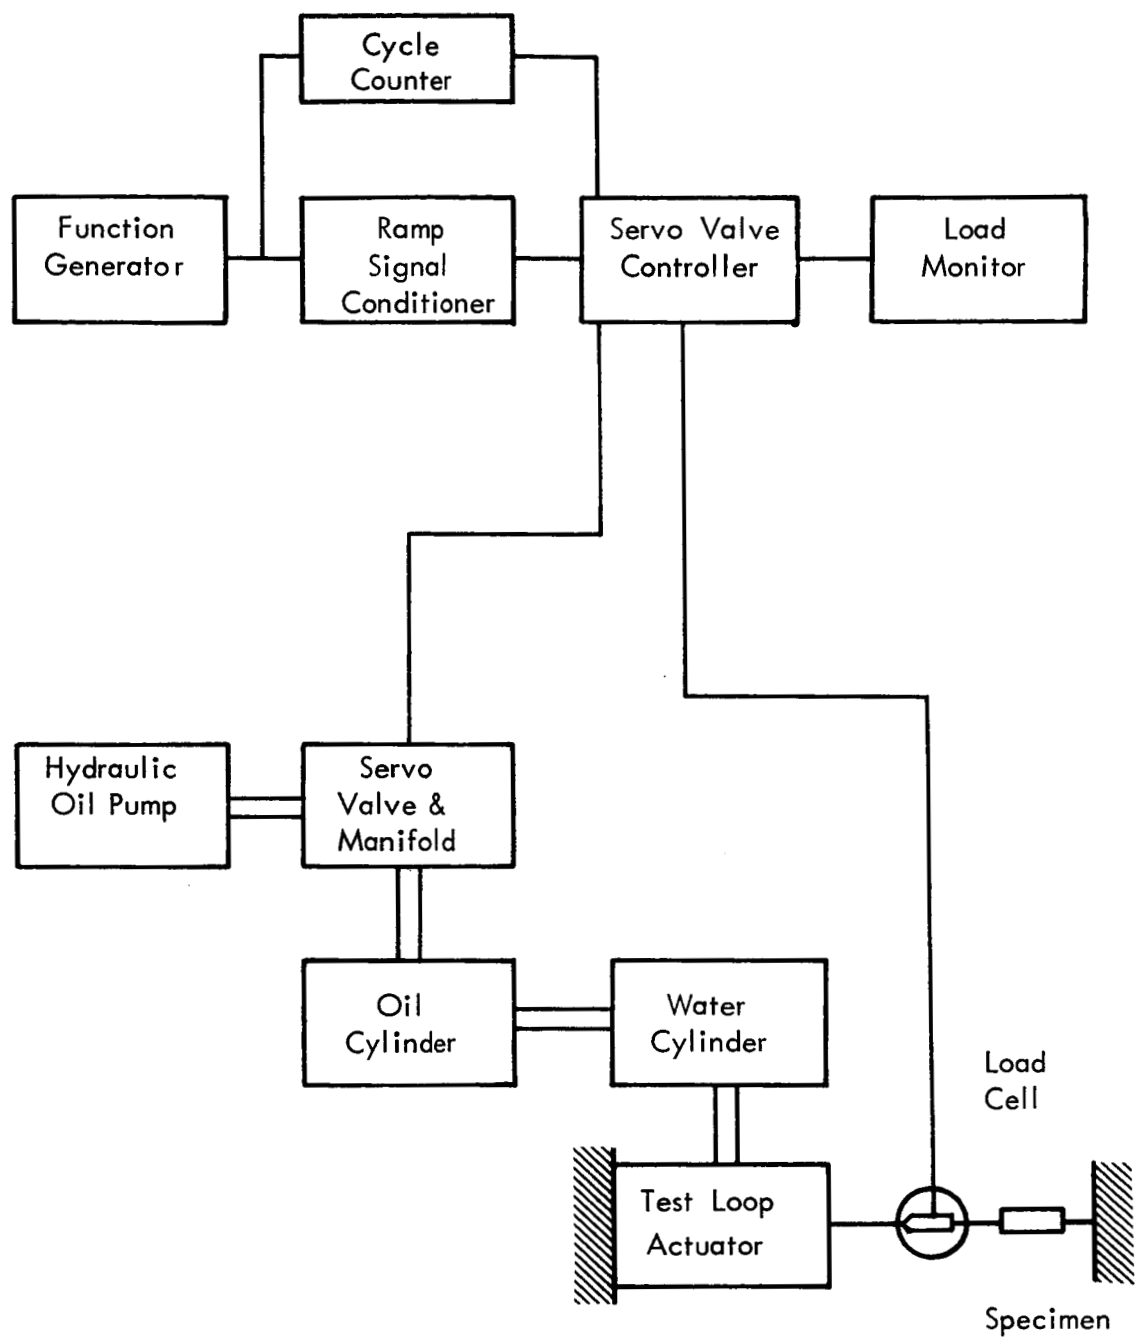 Cycle
Counter
Function
Generator
Ramp
Signal
Conditioner
Servo Valve
Controller
Load
Monitor
Hydraulic
Oil Pump
Servo
Valve &
Manifold
Oil
Cylinder
Water
Cylinder
Load
Cell
Test Loop
Actuator
Specimen